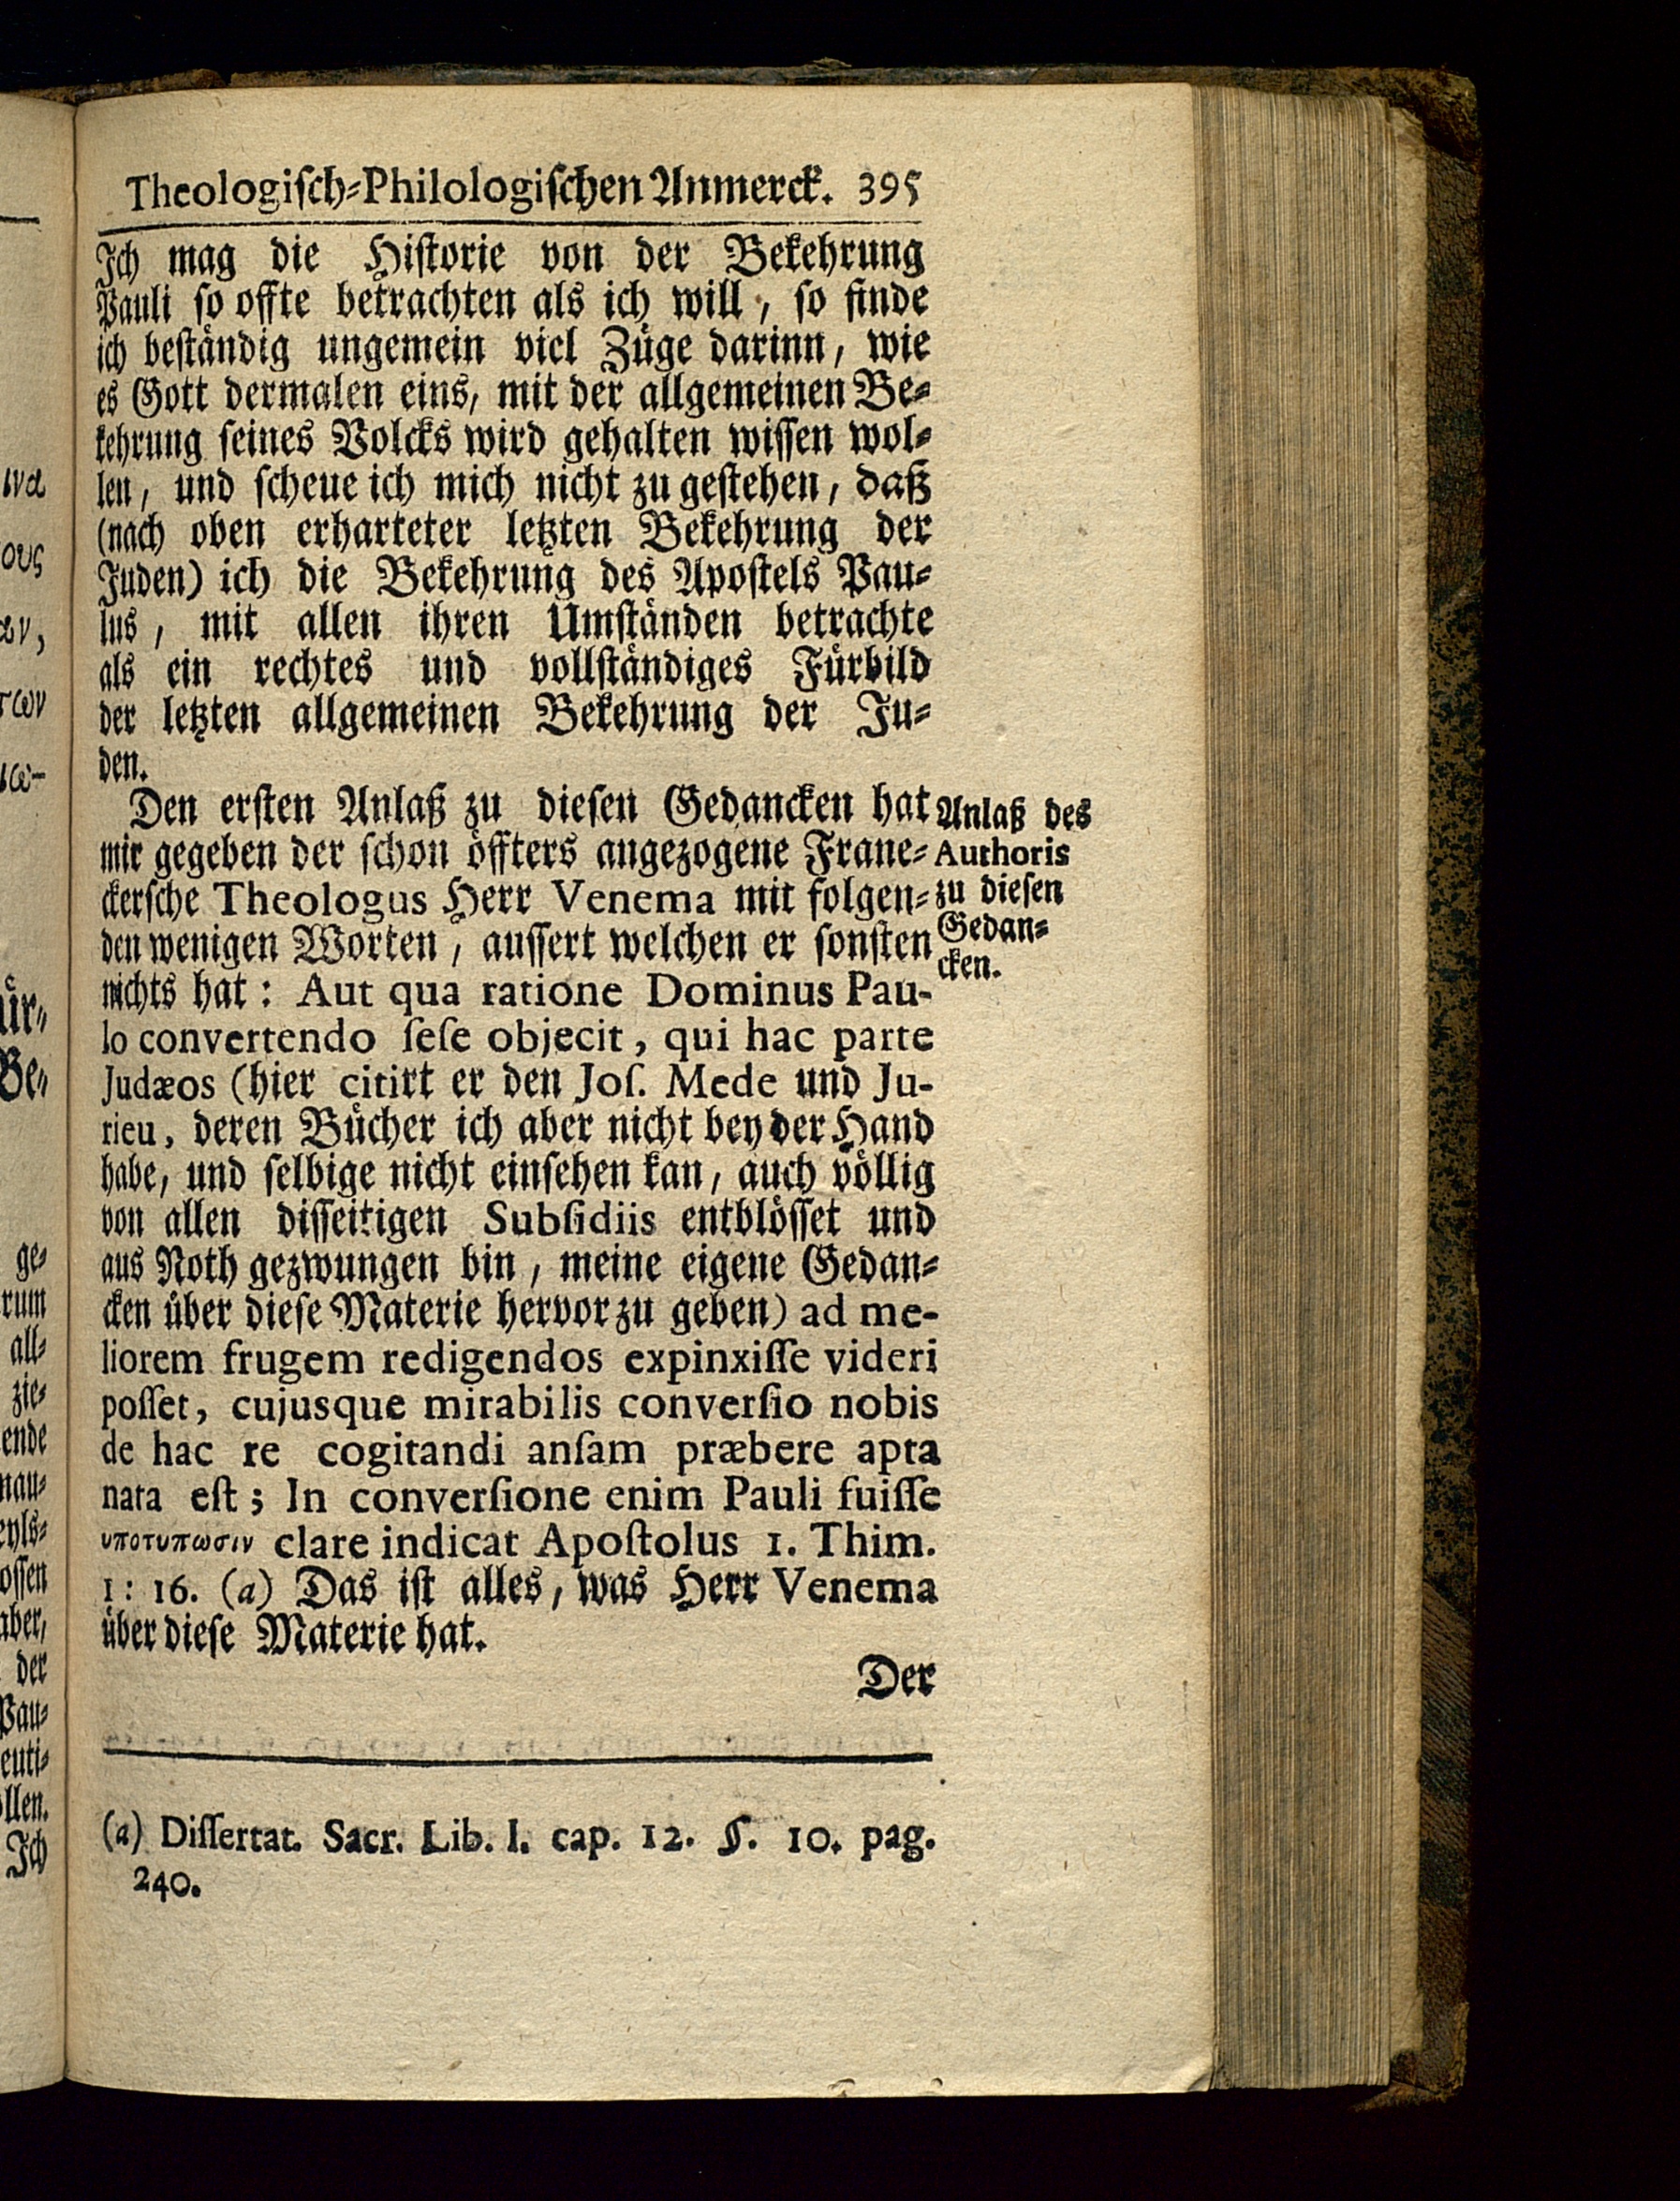 Theologiſch-Philologiſchen Anmerck. 395
Ich mag die Hiſtorie von der Bekehrung
Pauli ſo offte betrachten als ich will, ſo finde
ich beſtändig ungemein viel Züge darinn, wie
es Gott dermalen eins, mit der allgemeinen Be-
kehrung ſeines Volcks wird gehalten wiſſen wol-
len, und ſcheue ich mich nicht zu geſtehen, daß
(nach oben erharteter letzten Bekehrung der
Juden) ich die Bekehrung des Apoſtels Pau-
lus, mit allen ihren Umſtänden betrachte
als ein rechtes und vollſtändiges Fürbild
der letzten allgemeinen Bekehrung der Ju-
den.
Den erſten Anlaß zu dieſen Gedancken hat
mir gegeben der ſchon öffters angezogene Frane-
ckerſche Theologus Herr Venema mit folgen-
den wenigen Worten, auſſert welchen er ſonſten
nichts hat: Aut qua ratione Dominus Pau-
lo convertendo ſeſe objecit, qui hac parte
Judæos (hier citirt er den Joſ. Mede und Ju-
rieu, deren Bücher ich aber nicht bey der Hand
habe, und ſelbige nicht einſehen kan, auch völlig
von allen diſſeitigen Subſidiis entblöſſet und
aus Noth gezwungen bin, meine eigene Gedan-
cken über dieſe Materie hervor zu geben) ad me-
liorem frugem redigendos expinxiſſe videri
poſſet, cujusque mirabilis converſio nobis
de hac re cogitandi anſam præbere apta
nata eſt; In converſione enim Pauli fuiſſe
υποτυπωσιν clare indicat Apoſtolus 1. Thim.
1: 16. (a) Das iſt alles, was Herr Venema
über dieſe Materie hat.
Der
Anlaß des
Authoris
zu dieſen
Gedan-
cken.
(a) Diſſertat. Sacr. Lib. I. cap. 12. §. 10. pag.
240.